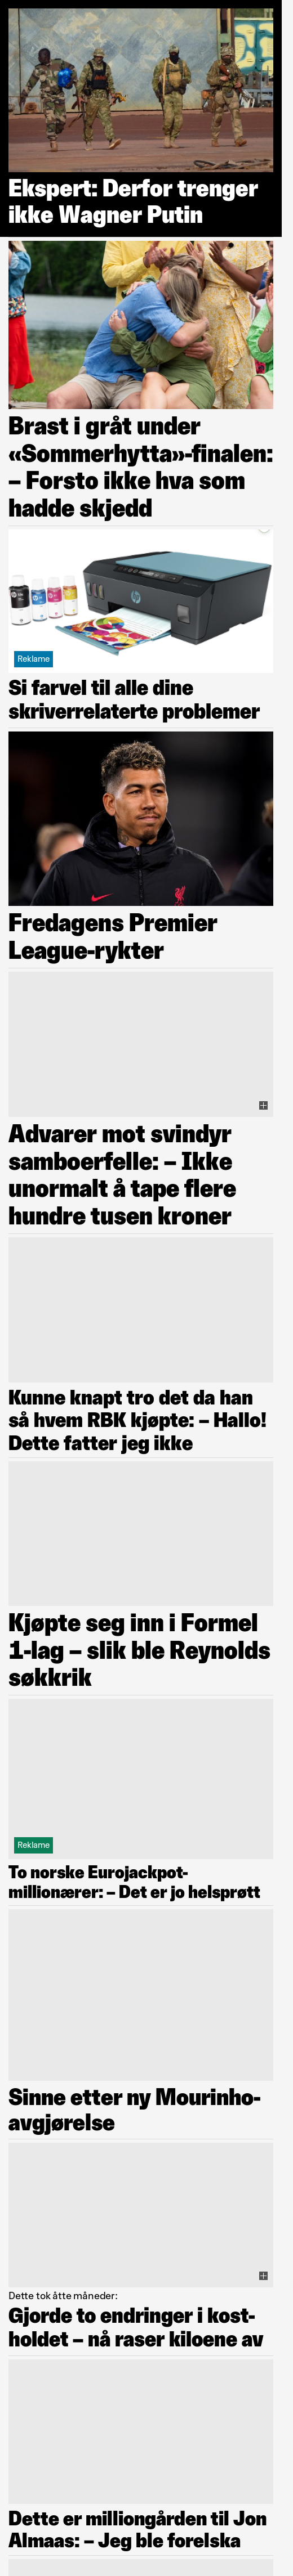 Ekspert: Derfor trenger
ikke Wagner Putin
Brast i gråt under
«Sommerhytta»-finalen:
– Forsto ikke hva som
hadde skjedd
Reklame
Si farvel til alle dine
skriverrelaterte problemer
Fredagens Premier
League-rykter
Advarer mot svindyr
samboerfelle: – Ikke
unormalt å tape flere
hundre tusen kroner
Kunne knapt tro det da han
så hvem RBK kjøpte: – Hallo!
Dette fatter jeg ikke
Kjøpte seg inn i Formel
1-lag – slik ble Reynolds
søkkrik
Reklame
To norske Eurojackpot-
millionærer: – Det er jo helsprøtt
Sinne etter ny Mourinho-
avgjørelse
Dette tok åtte måneder:
Gjorde to endringer i kost-
holdet – nå raser kiloene av
Dette er milliongården til Jon
Almaas: – Jeg ble forelska